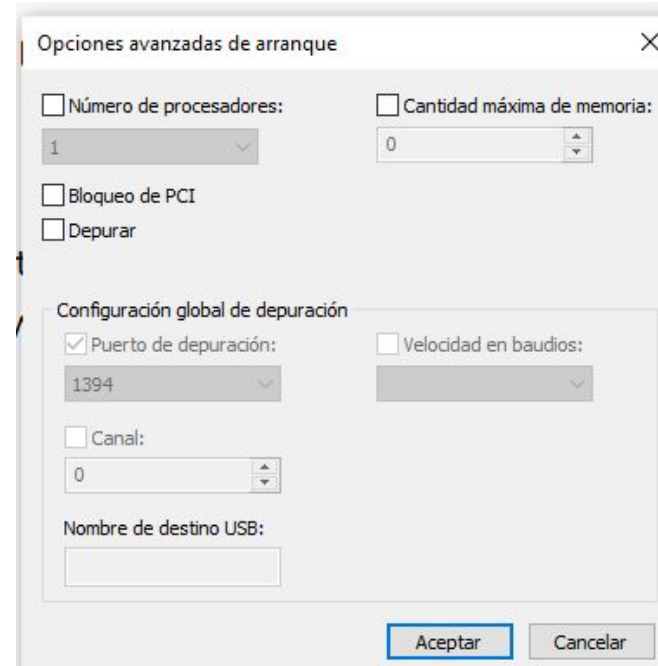 Opciones avanzadas de arranque
Número de procesadores:
Cantidad máxima de memoria:
1
0
Bloqueo de PCI
Depurar
Configuración global de depuración
Puerto de depuración:
Velocidad en baudios:
1394
Canal:
0
Nombre de destino USB:
Aceptar
Cancelar